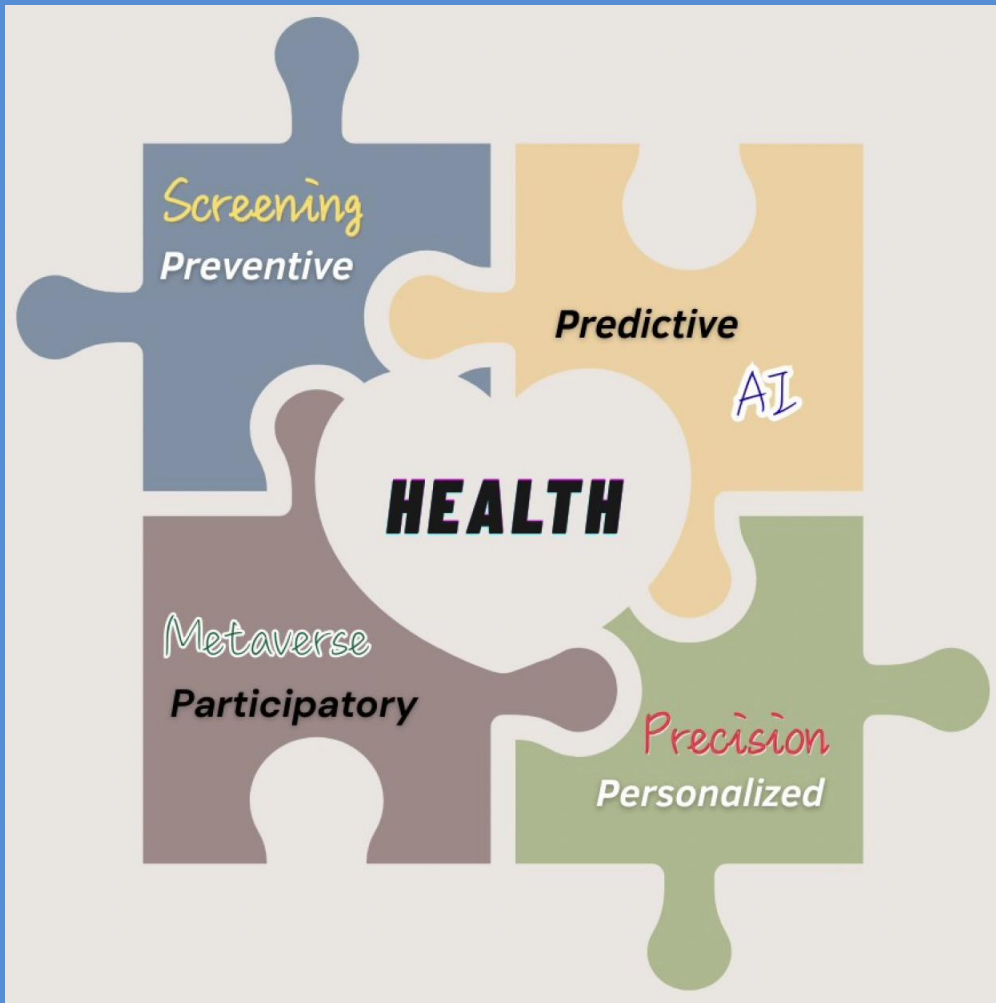 Screening
Preventive
Predictive
AI
HEALTH
Metaverse
Participatory
Precision
Personalized